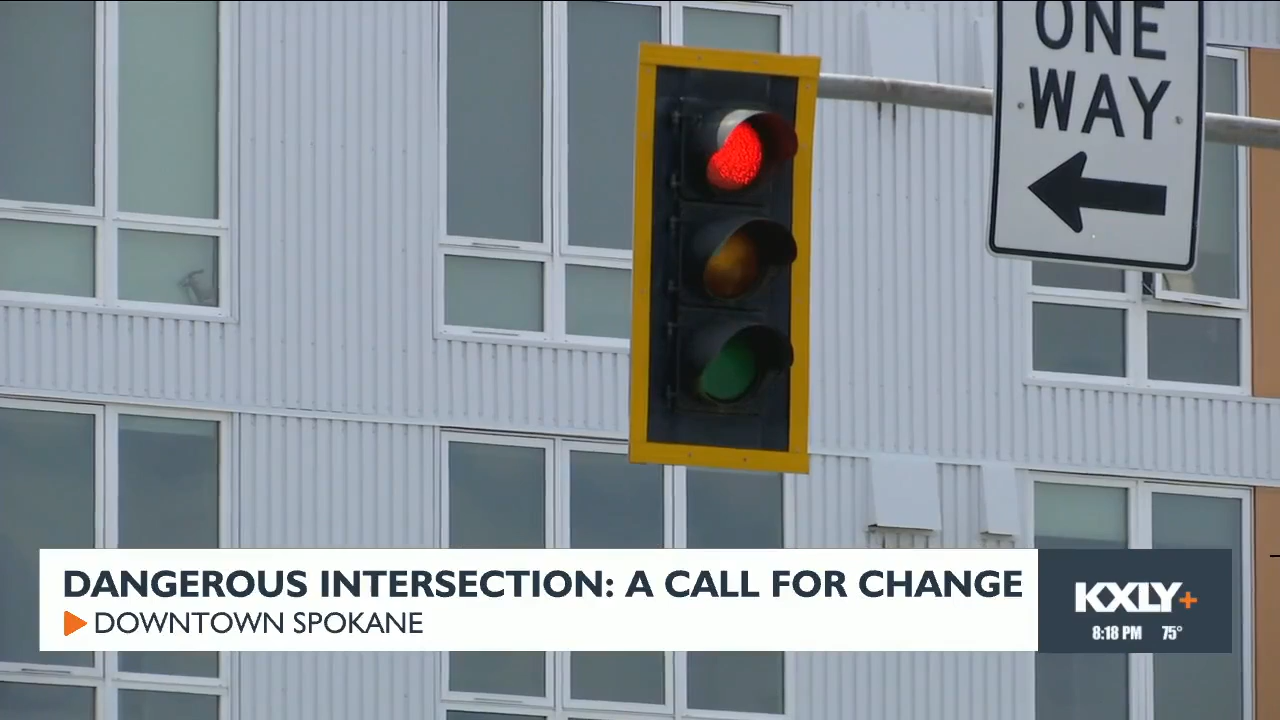 ONE
WAY
DANGEROUS INTERSECTION: A CALL FOR CHANGE
DOWNTOWN SPOKANE
KXLY+
8:18 PM 75°